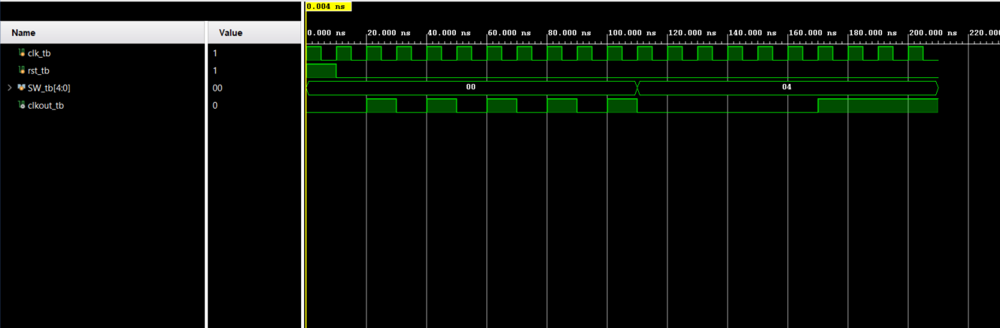 0.004 ns
Name Value
0.000 ns 20.000 ns 40.000 ns 60.000 ns 80.000 ns 100.000 ns 120.000 ns 140.000 ns 160.000 ns 180.000 ns 200.000 ns 220.00
clk_tb 1
rst_tb 1
SW_tb[4:0] 00 00 04
clkout_tb 0